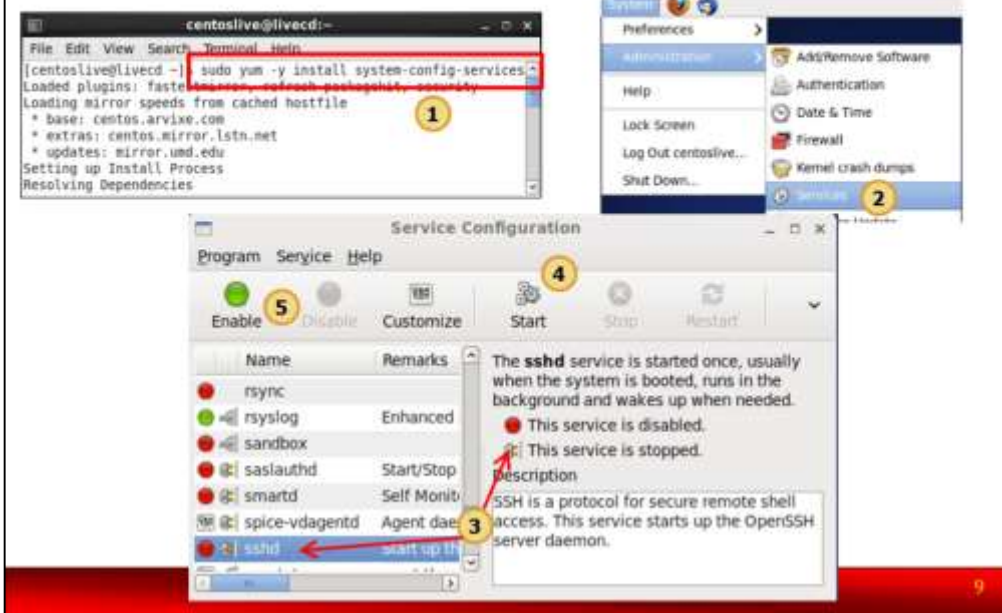 centoslive@livecd:~
File Edit View Search Terminal Help
[centoslive@livecd ~]$ sudo yum -y install system-config-services
Loaded plugins: fastestmirror, refresh-packagekit, security
Loading mirror speeds from cached hostfile
* base: centos.arvixe.com
* extras: centos.mirror.lstn.net
* updates: mirror.umd.edu
Setting up Install Process
Resolving Dependencies
1
System
Preferences
Administration
Help
Lock Screen
Log Out centoslive...
Shut Down...
Add/Remove Software
Authentication
Date & Time
Firewall
Kernel crash dumps
Services
2
Service Configuration
Program Service Help
4
5
Enable Disable Customize Start Stop Restart
Name Remarks
rsync
rsyslog Enhanced
sandbox
saslauthd Start/Stop
smartd Self Monit
spice-vdagentd Agent dae
sshd Start up th
3
The sshd service is started once, usually
when the system is booted, runs in the
background and wakes up when needed.
This service is disabled.
This service is stopped.
Description
SSH is a protocol for secure remote shell
access. This service starts up the OpenSSH
server daemon.
9